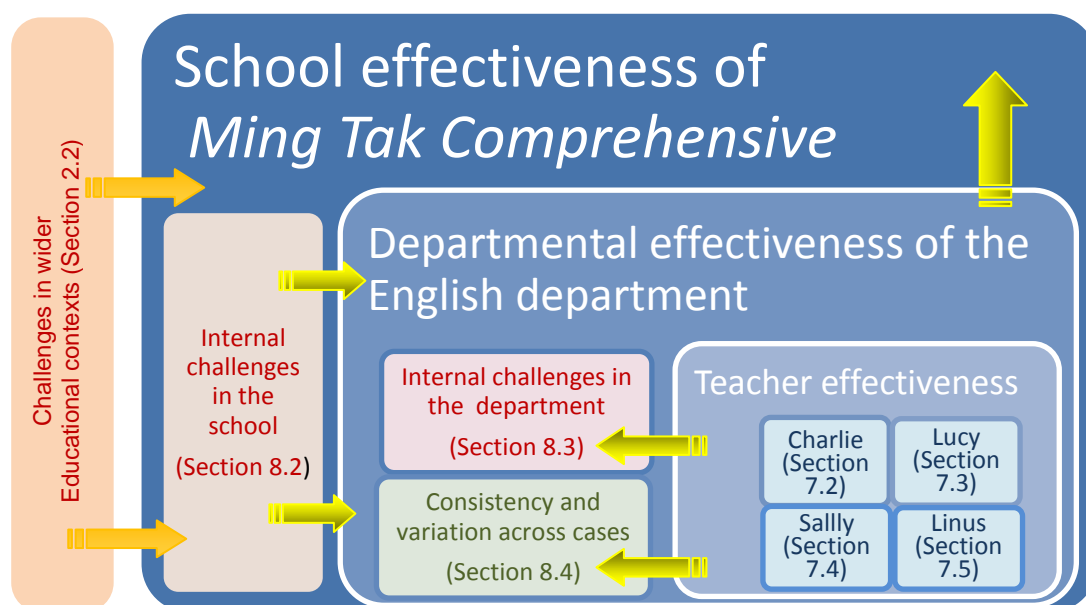 Challenges in wider
Educational contexts (Section 2.2)
School effectiveness of
Ming Tak Comprehensive
Internal
challenges
in the
school
(Section 8.2)
Departmental effectiveness of the
English department
Internal challenges in
the department
(Section 8.3)
Consistency and
variation across cases
(Section 8.4)
Teacher effectiveness
Charlie
(Section
7.2)
Lucy
(Section
7.3)
Sallly
(Section
7.4)
Linus
(Section
7.5)